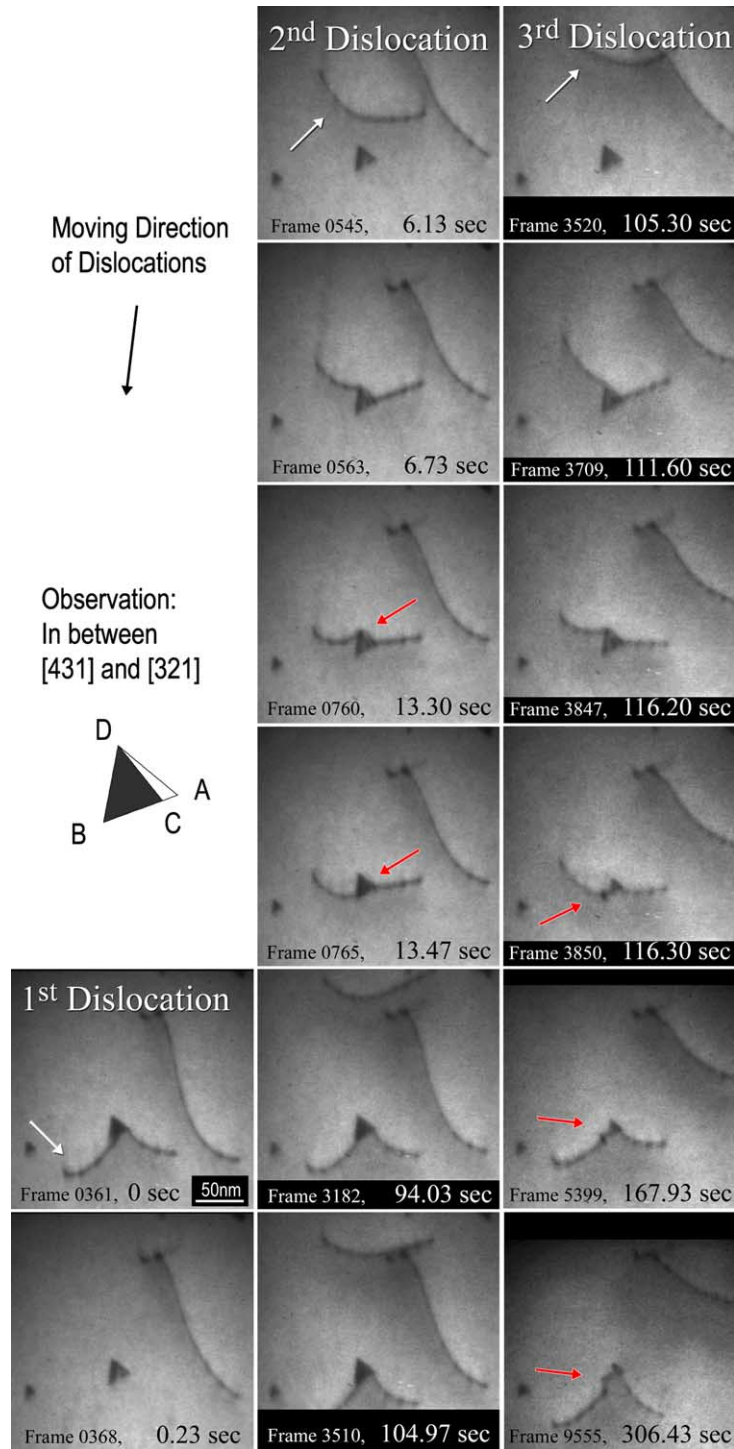 2nd Dislocation
3rd Dislocation
Frame 0545, 6.13 sec
Frame 3520, 105.30 sec
Moving Direction
of Dislocations
Frame 0563, 6.73 sec
Frame 3709, 111.60 sec
Observation:
In between
[431] and [321]
Frame 0760, 13.30 sec
Frame 3847, 116.20 sec
D
A
B
C
Frame 0765, 13.47 sec
Frame 3850, 116.30 sec
1st Dislocation
Frame 0361, 0 sec
50nm
Frame 3182, 94.03 sec
Frame 5399, 167.93 sec
Frame 0368, 0.23 sec
Frame 3510, 104.97 sec
Frame 9555, 306.43 sec